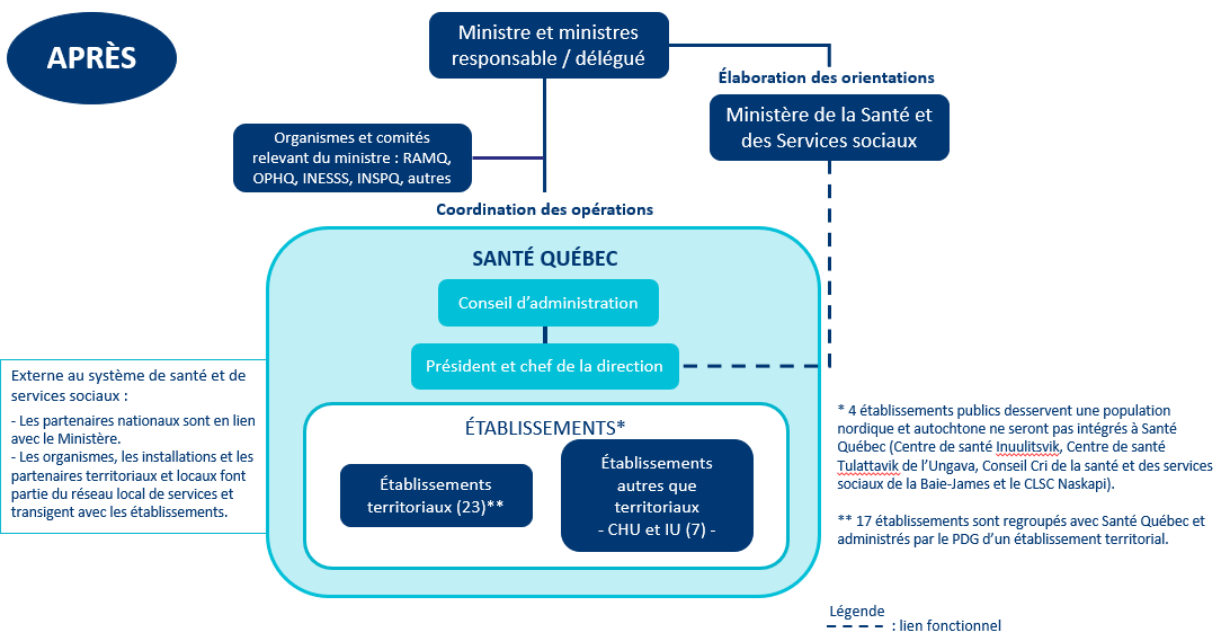 APRÈS
Ministre et ministres
responsable / délégué
Élaboration des orientations
Ministère de la Santé et
des Services sociaux
Organismes et comités
relevant du ministre : RAMQ,
OPHQ, INESSS, INSPQ, autres
Coordination des opérations
SANTÉ QUÉBEC
Conseil d’administration
Président et chef de la direction
Externe au système de santé et de
services sociaux :
- Les partenaires nationaux sont en lien
avec le Ministère.
- Les organismes, les installations et les
partenaires territoriaux et locaux font
partie du réseau local de services et
transigent avec les établissements.
ÉTABLISSEMENTS*
Établissements
territoriaux (23)**
Établissements
autres que
territoriaux
- CHU et IU (7) -
* 4 établissements publics desservent une population
nordique et autochtone ne seront pas intégrés à Santé
Québec (Centre de santé Inuulitsvik, Centre de santé
Tulattavik de l’Ungava, Conseil Cri de la santé et des services
sociaux de la Baie-James et le CLSC Naskapi).
** 17 établissements sont regroupés avec Santé Québec et
administrés par le PDG d’un établissement territorial.
Légende
: lien fonctionnel